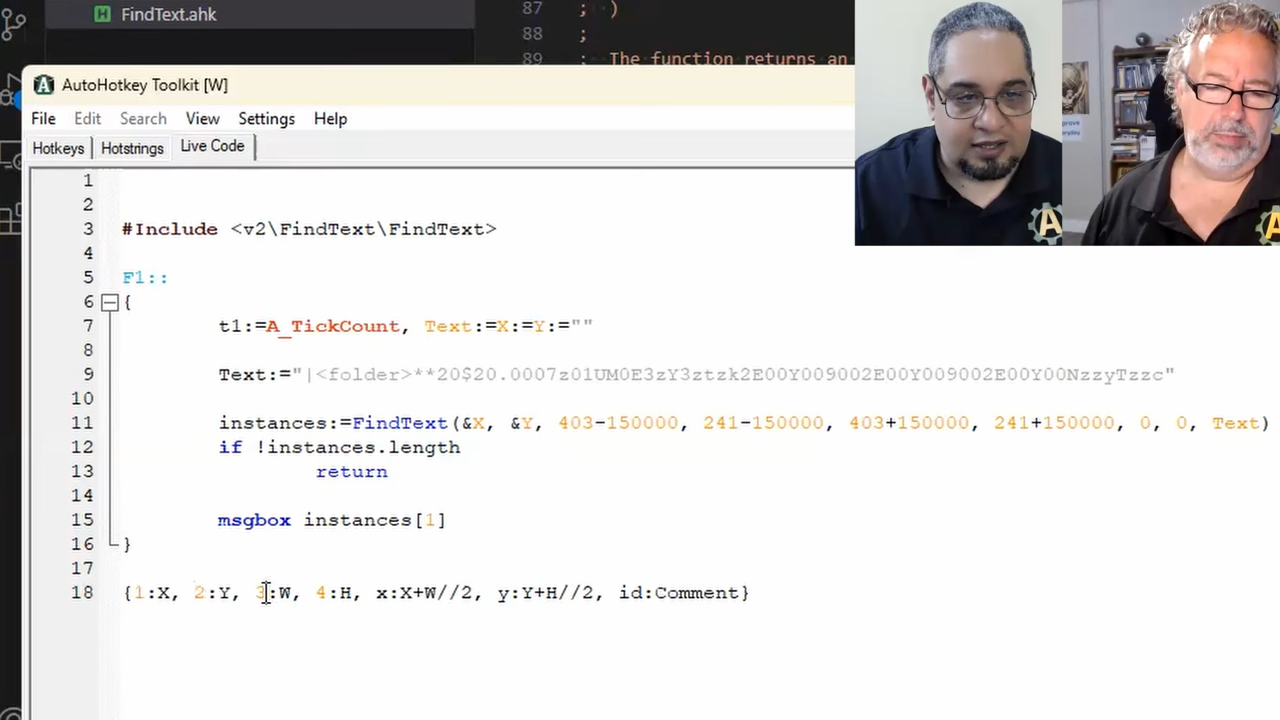 FindText.ahk
87 ; )
88 ;
89 ; The function returns an
AutoHotkey Toolkit [W]
File Edit Search View Settings Help
Hotkeys Hotstrings Live Code
1
2
3 #Include <v2\FindText\FindText>
4
5 F1::
6 {
7 t1:=A_TickCount, Text:=X:=Y:=""
8
9 Text:="|<folder>**20$20.0007z01UM0E3zY3ztzk2E00Y009002E00Y009002E00Y00NzzyTzzc"
10
11 instances:=FindText(&X, &Y, 403-150000, 241-150000, 403+150000, 241+150000, 0, 0, Text)
12 if !instances.length
13 return
14
15 msgbox instances[1]
16 }
17
18 {1:X, 2:Y, 3:W, 4:H, x:X+W//2, y:Y+H//2, id:Comment}